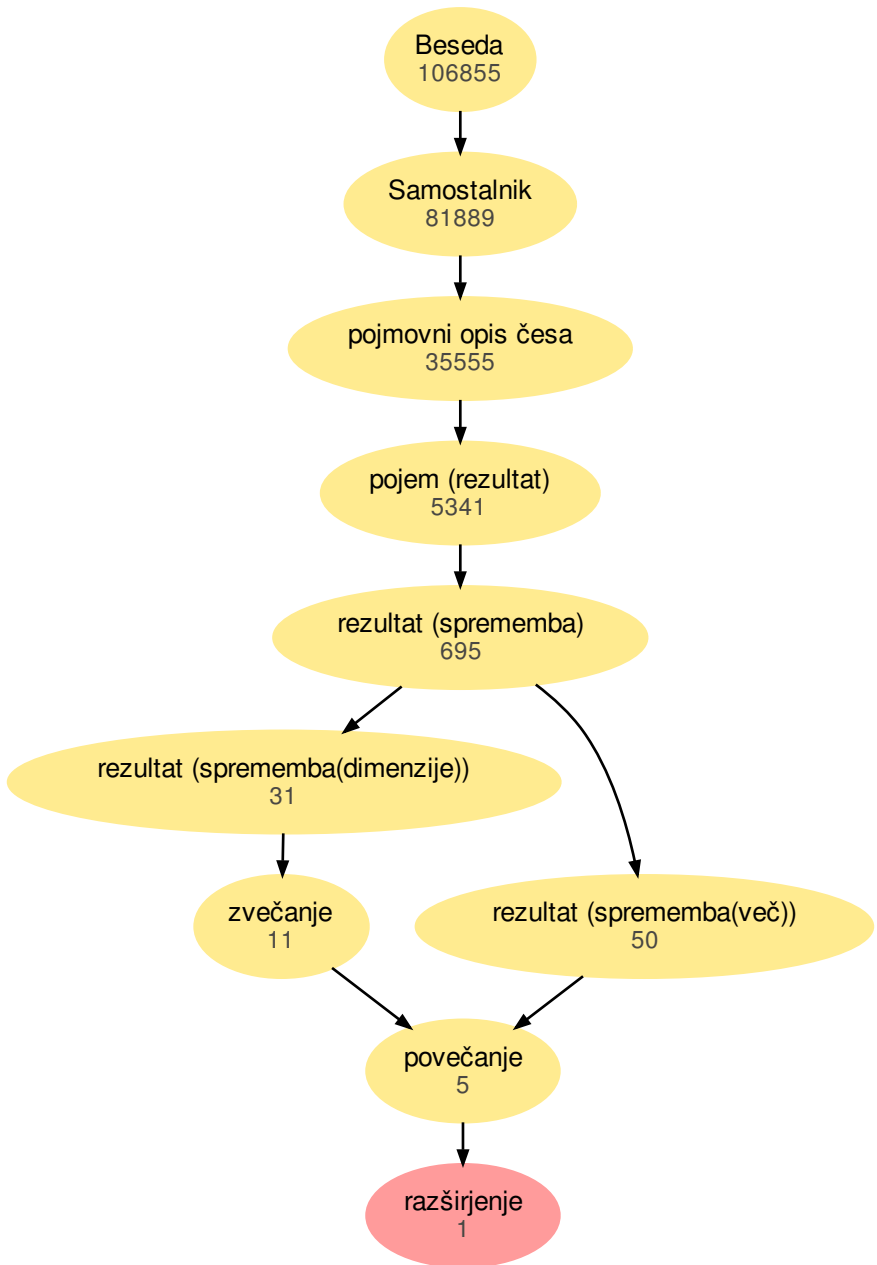 Beseda
106855
Samostalnik
81889
pojmovni opis česa
35555
pojem (rezultat)
5341
rezultat (sprememba)
695
rezultat (sprememba(dimenzije))
31
zvečanje
11
rezultat (sprememba(več))
50
povečanje
5
razširjenje
1